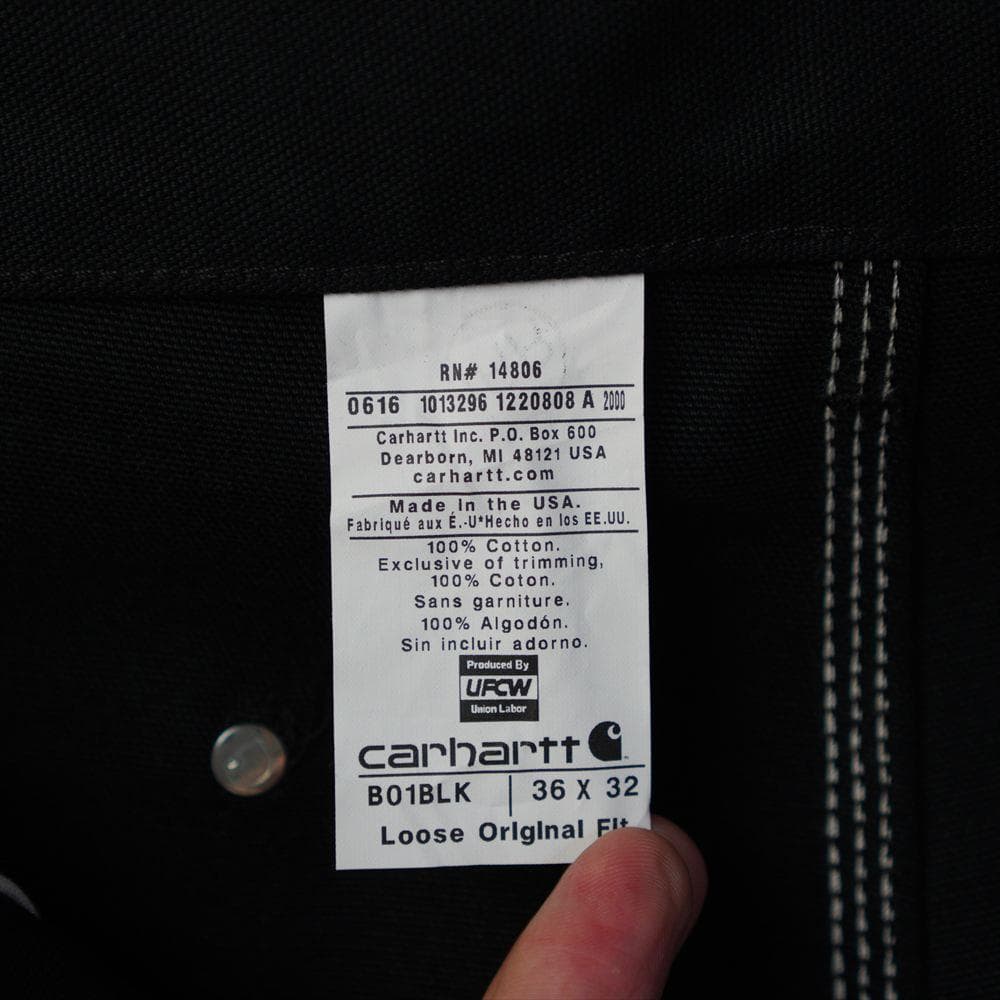 RN# 14806
0616 1013296 1220808 A 2000
Carhartt Inc. P.O. Box 600
Dearborn, MI 48121 USA
carhartt.com
Made in the USA.
Fabriqué aux É.-U*Hecho en los EE.UU.
100% Cotton.
Exclusive of trimming,
100% Coton.
Sans garniture.
100% Algodón.
Sin incluir adorno.
Produced By
UFCW
Union Labor
carhartt
B01BLK | 36 X 32
Loose Original Fit